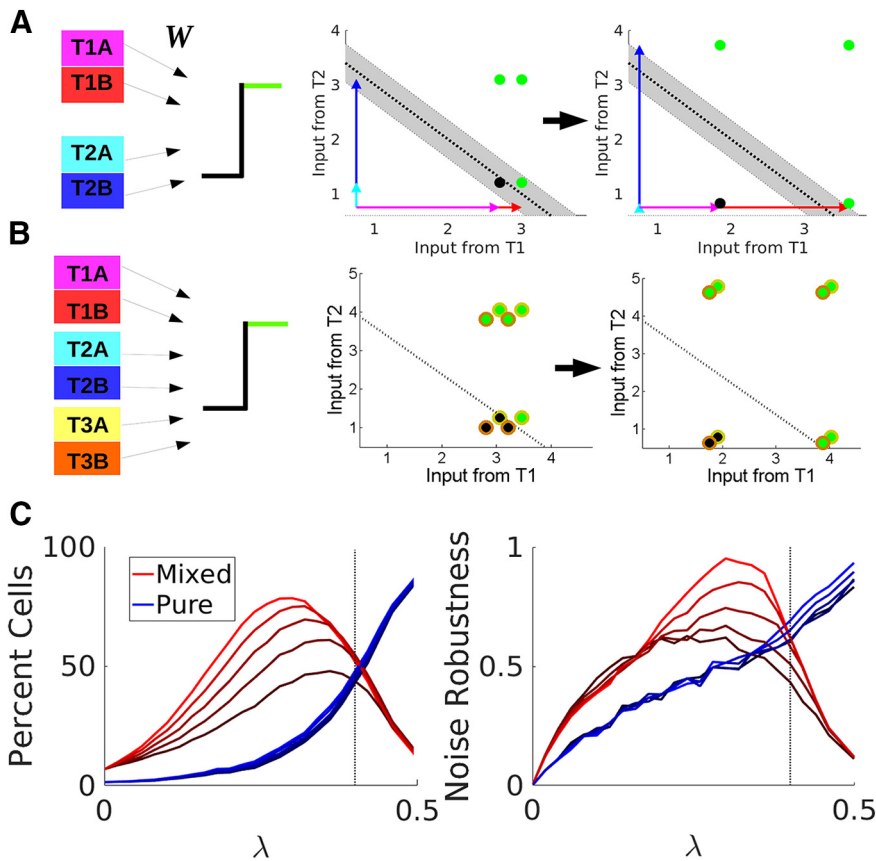 A
W
T1A
T1B
T2A
T2B
Input from T2
4
3
2
1
1 2 3
Input from T1
Input from T2
4
3
2
1
1 2 3
Input from T1
B
T1A
T1B
T2A
T2B
T3A
T3B
Input from T2
5
4
3
2
1
1 2 3 4
Input from T1
Input from T2
5
4
3
2
1
1 2 3 4
Input from T1
C
Percent Cells
100
50
0
Mixed
Pure
0 0.5
λ
Noise Robustness
1
0.5
0
0 0.5
λ